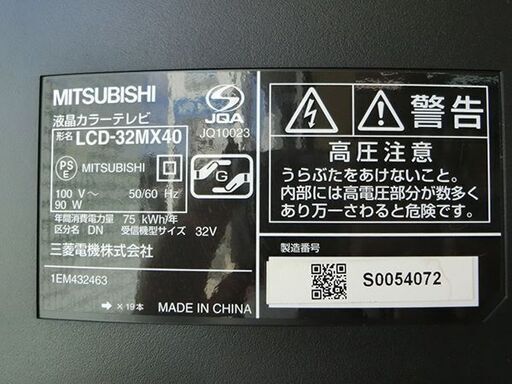 MITSUBISHI
液晶カラーテレビ
形名 LCD-32MX40
JQA
JQ10023
PS
E
MITSUBISHI
100 V～ 50/60 Hz
90 W
G
年間消費電力量 75 kWh/年
区分名 DN 受信機型サイズ 32V
三菱電機株式会社
1EM432463
→ ×19本 MADE IN CHINA
警告
高圧注意
うらぶたをあけないこと。
内部には高電圧部分が数多く
あり万一さわると危険です。
製造番号
S0054072